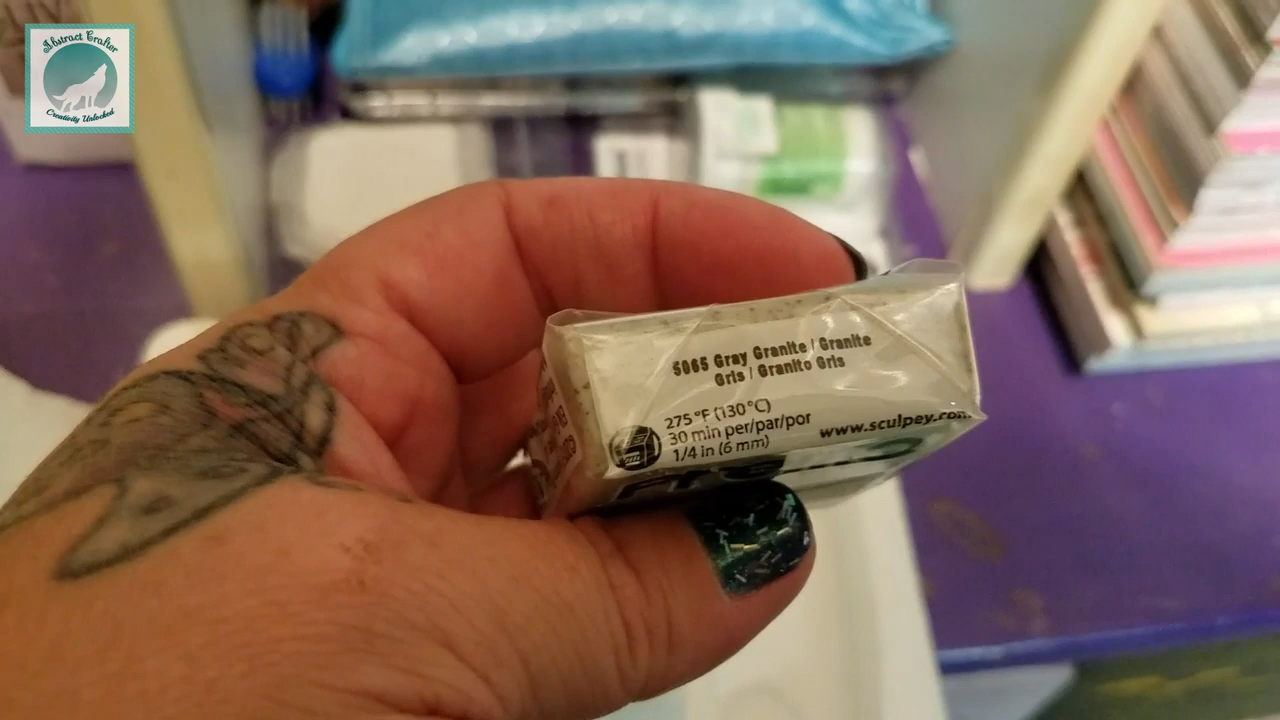 Abstract Crafter
Creativity Unlocked
5065 Gray Granite / Granite
Gris / Granito Gris
275 °F (130 °C)
30 min per/par/por
1/4 in (6 mm)
www.sculpey.com